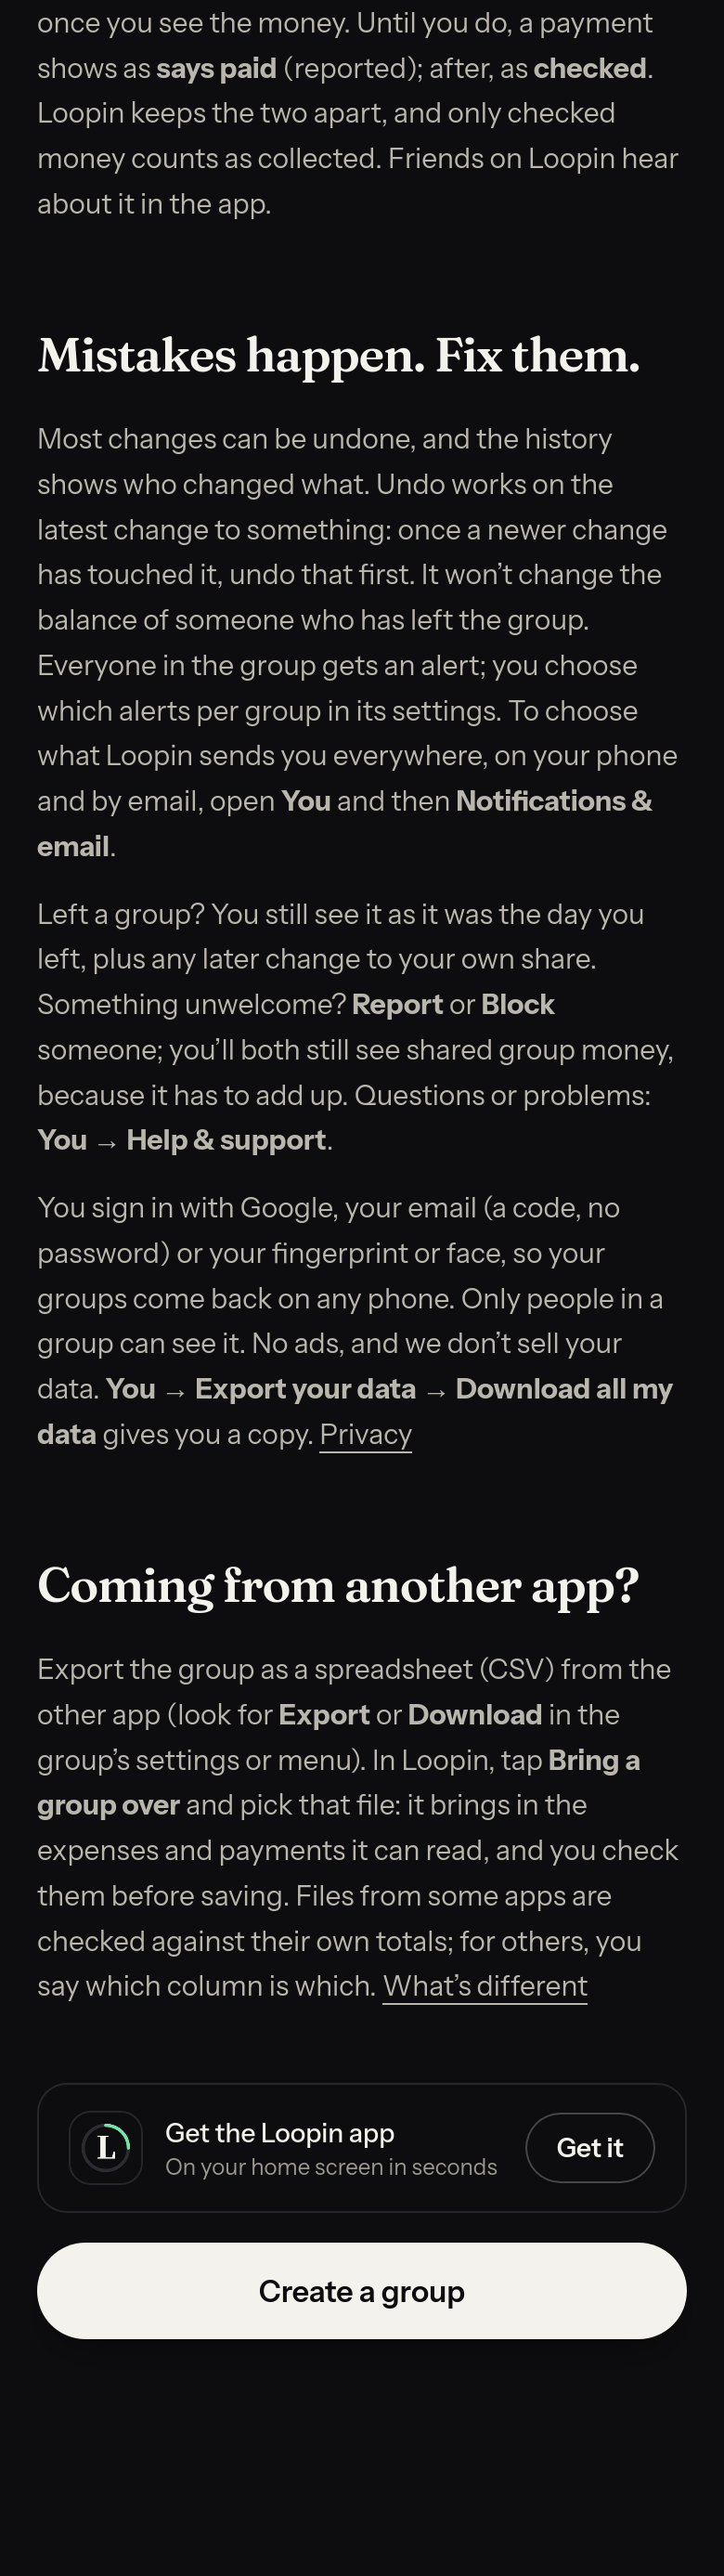 once you see the money. Until you do, a payment
shows as says paid (reported); after, as checked.
Loopin keeps the two apart, and only checked
money counts as collected. Friends on Loopin hear
about it in the app.
Mistakes happen. Fix them.
Most changes can be undone, and the history
shows who changed what. Undo works on the
latest change to something: once a newer change
has touched it, undo that first. It won’t change the
balance of someone who has left the group.
Everyone in the group gets an alert; you choose
which alerts per group in its settings. To choose
what Loopin sends you everywhere, on your phone
and by email, open You and then Notifications &
email.
Left a group? You still see it as it was the day you
left, plus any later change to your own share.
Something unwelcome? Report or Block
someone; you’ll both still see shared group money,
because it has to add up. Questions or problems:
You → Help & support.
You sign in with Google, your email (a code, no
password) or your fingerprint or face, so your
groups come back on any phone. Only people in a
group can see it. No ads, and we don’t sell your
data. You → Export your data → Download all my
data gives you a copy. Privacy
Coming from another app?
Export the group as a spreadsheet (CSV) from the
other app (look for Export or Download in the
group’s settings or menu). In Loopin, tap Bring a
group over and pick that file: it brings in the
expenses and payments it can read, and you check
them before saving. Files from some apps are
checked against their own totals; for others, you
say which column is which. What’s different
L
Get the Loopin app
On your home screen in seconds
Get it
Create a group